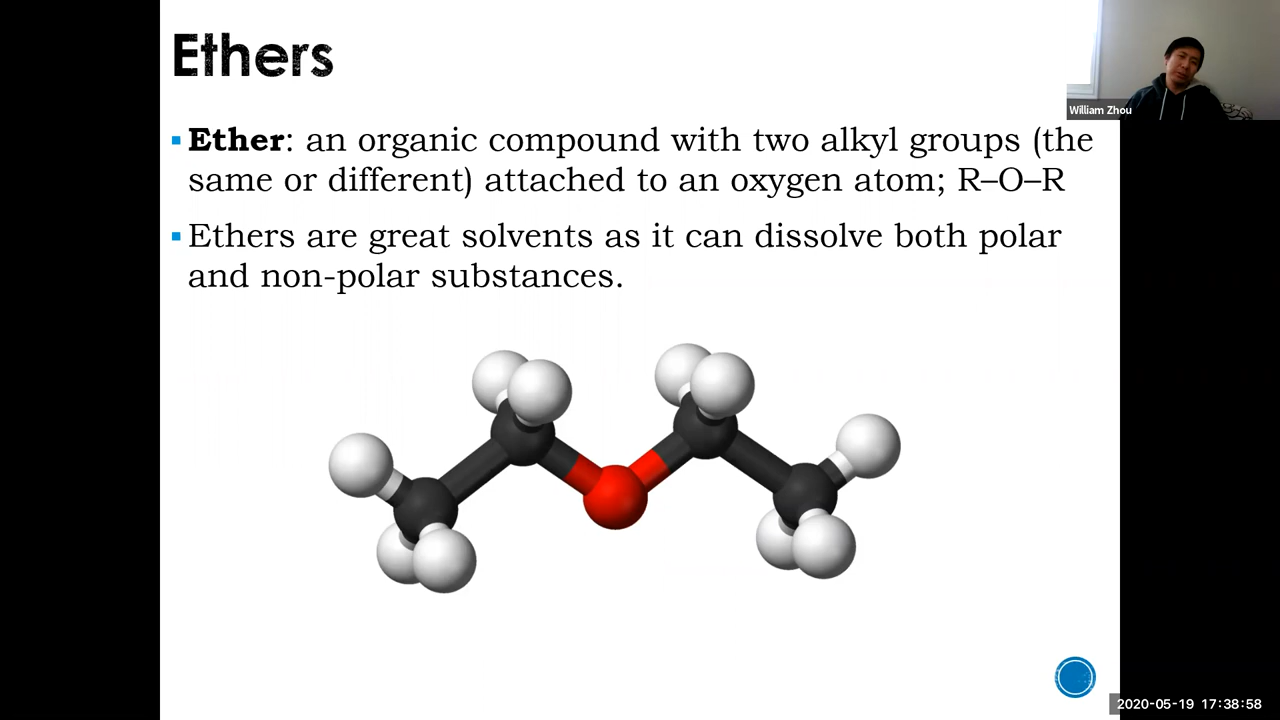 Ethers
William Zhou
▪ Ether: an organic compound with two alkyl groups (the
same or different) attached to an oxygen atom; R–O–R
▪ Ethers are great solvents as it can dissolve both polar
and non-polar substances.
2020-05-19 17:38:58